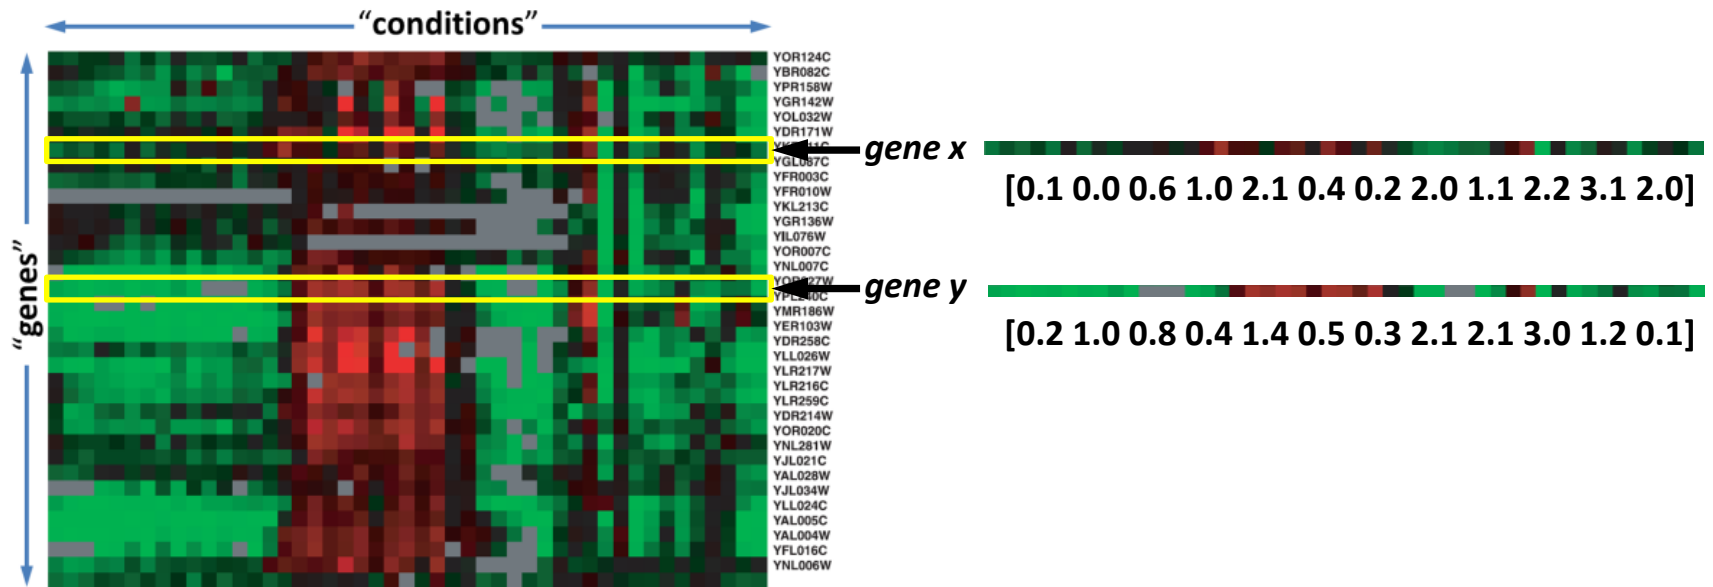 “conditions”
“genes”
YOR124C
YBR082C
YPR158W
YGR142W
YOL032W
YDR171W
YGL087C
YFR003C
YFR010W
YKL213C
YGR136W
YIL076W
YOR007C
YNL007C
YMR186W
YER103W
YDR258C
YLL026W
YLR217W
YLR216C
YLR259C
YDR214W
YOR020C
YNL281W
YJL021C
YAL028W
YJL034W
YLL024C
YAL005C
YAL004W
YFL016C
YNL006W
gene x
[0.1 0.0 0.6 1.0 2.1 0.4 0.2 2.0 1.1 2.2 3.1 2.0]
gene y
[0.2 1.0 0.8 0.4 1.4 0.5 0.3 2.1 2.1 3.0 1.2 0.1]